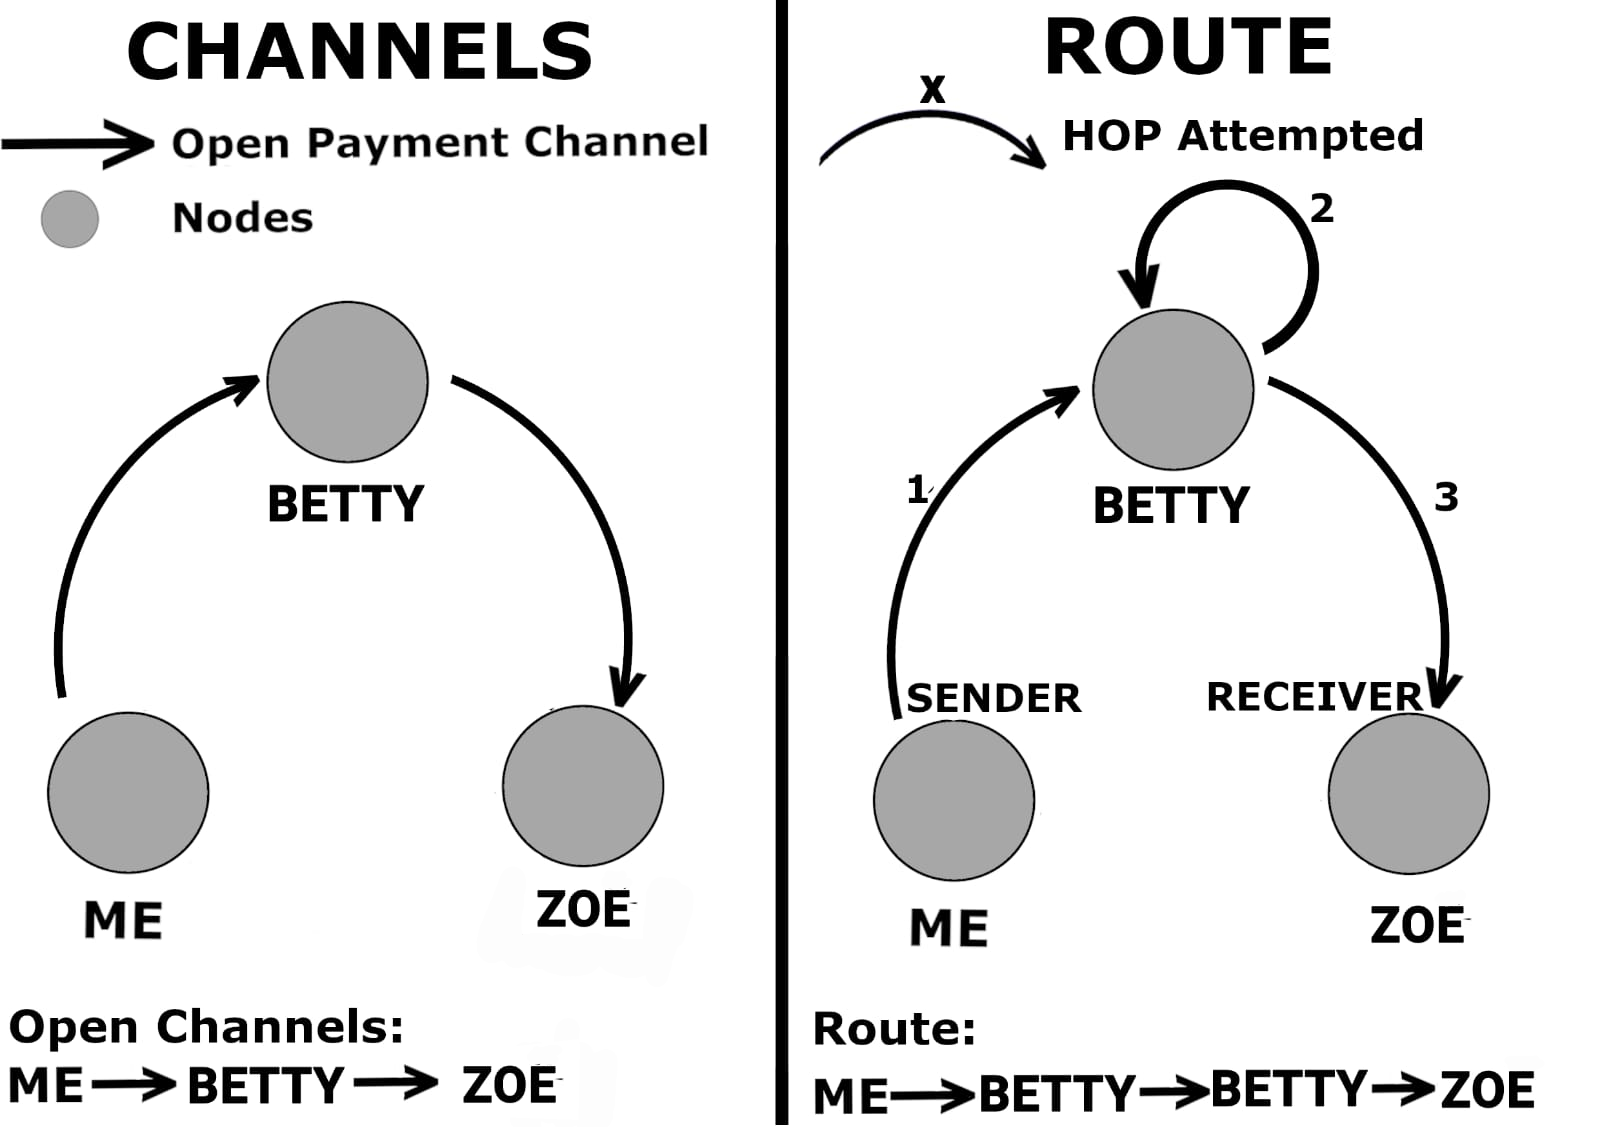 CHANNELS
Open Payment Channel
Nodes
BETTY
ME
ZOE
Open Channels:
ME → BETTY → ZOE
ROUTE
X
HOP Attempted
2
1
3
BETTY
SENDER
RECEIVER
ME
ZOE
Route:
ME→BETTY→BETTY→ZOE